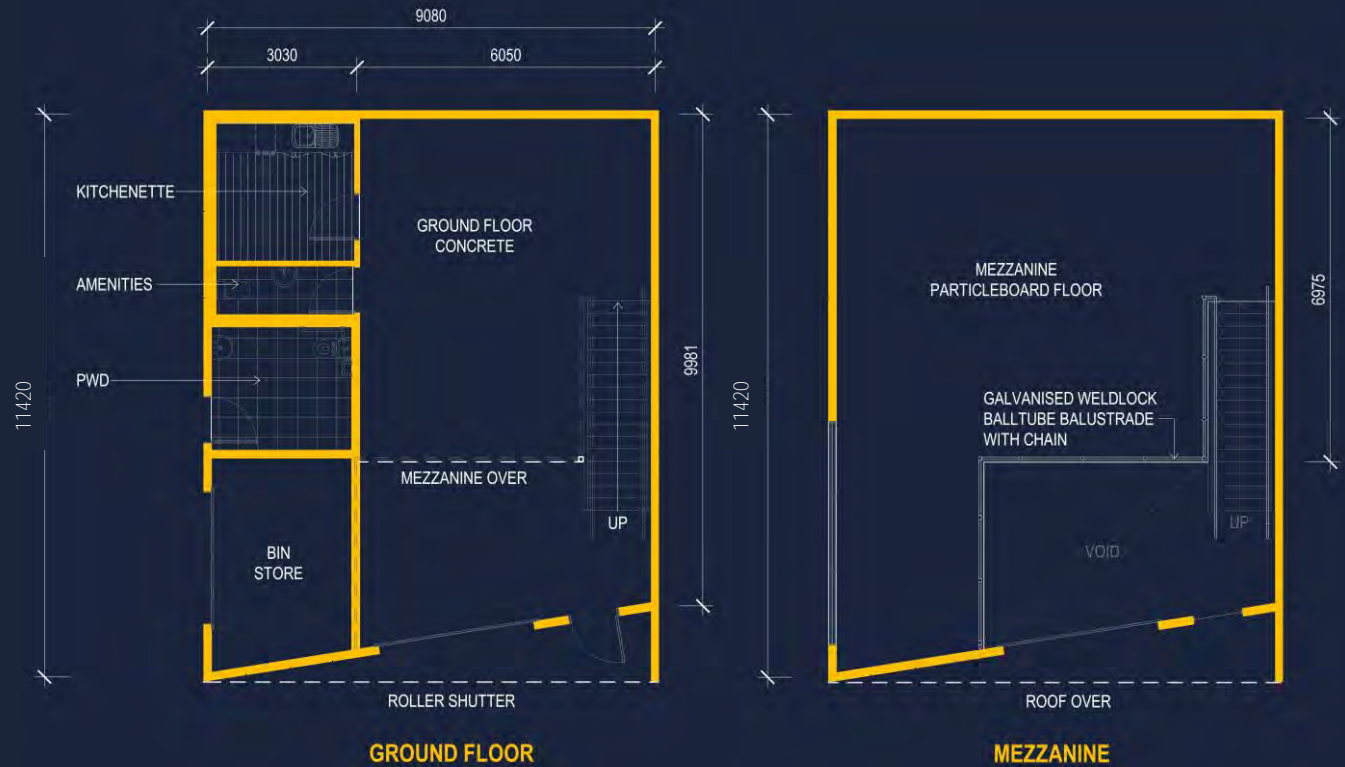 9080
3030
6050
KITCHENETTE
GROUND FLOOR
CONCRETE
AMENITIES
PWD
11420
9981
MEZZANINE OVER
UP
BIN
STORE
ROLLER SHUTTER
GROUND FLOOR
MEZZANINE
PARTICLEBOARD FLOOR
6975
11420
GALVANISED WELDLOCK
BALLTUBE BALUSTRADE
WITH CHAIN
UP
VOID
ROOF OVER
MEZZANINE